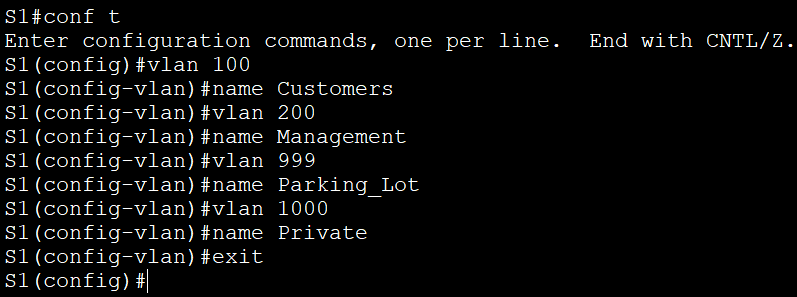 S1#conf t
Enter configuration commands, one per line.  End with CNTL/Z.
S1(config)#vlan 100
S1(config-vlan)#name Customers
S1(config-vlan)#vlan 200
S1(config-vlan)#name Management
S1(config-vlan)#vlan 999
S1(config-vlan)#name Parking_Lot
S1(config-vlan)#vlan 1000
S1(config-vlan)#name Private
S1(config-vlan)#exit
S1(config)#